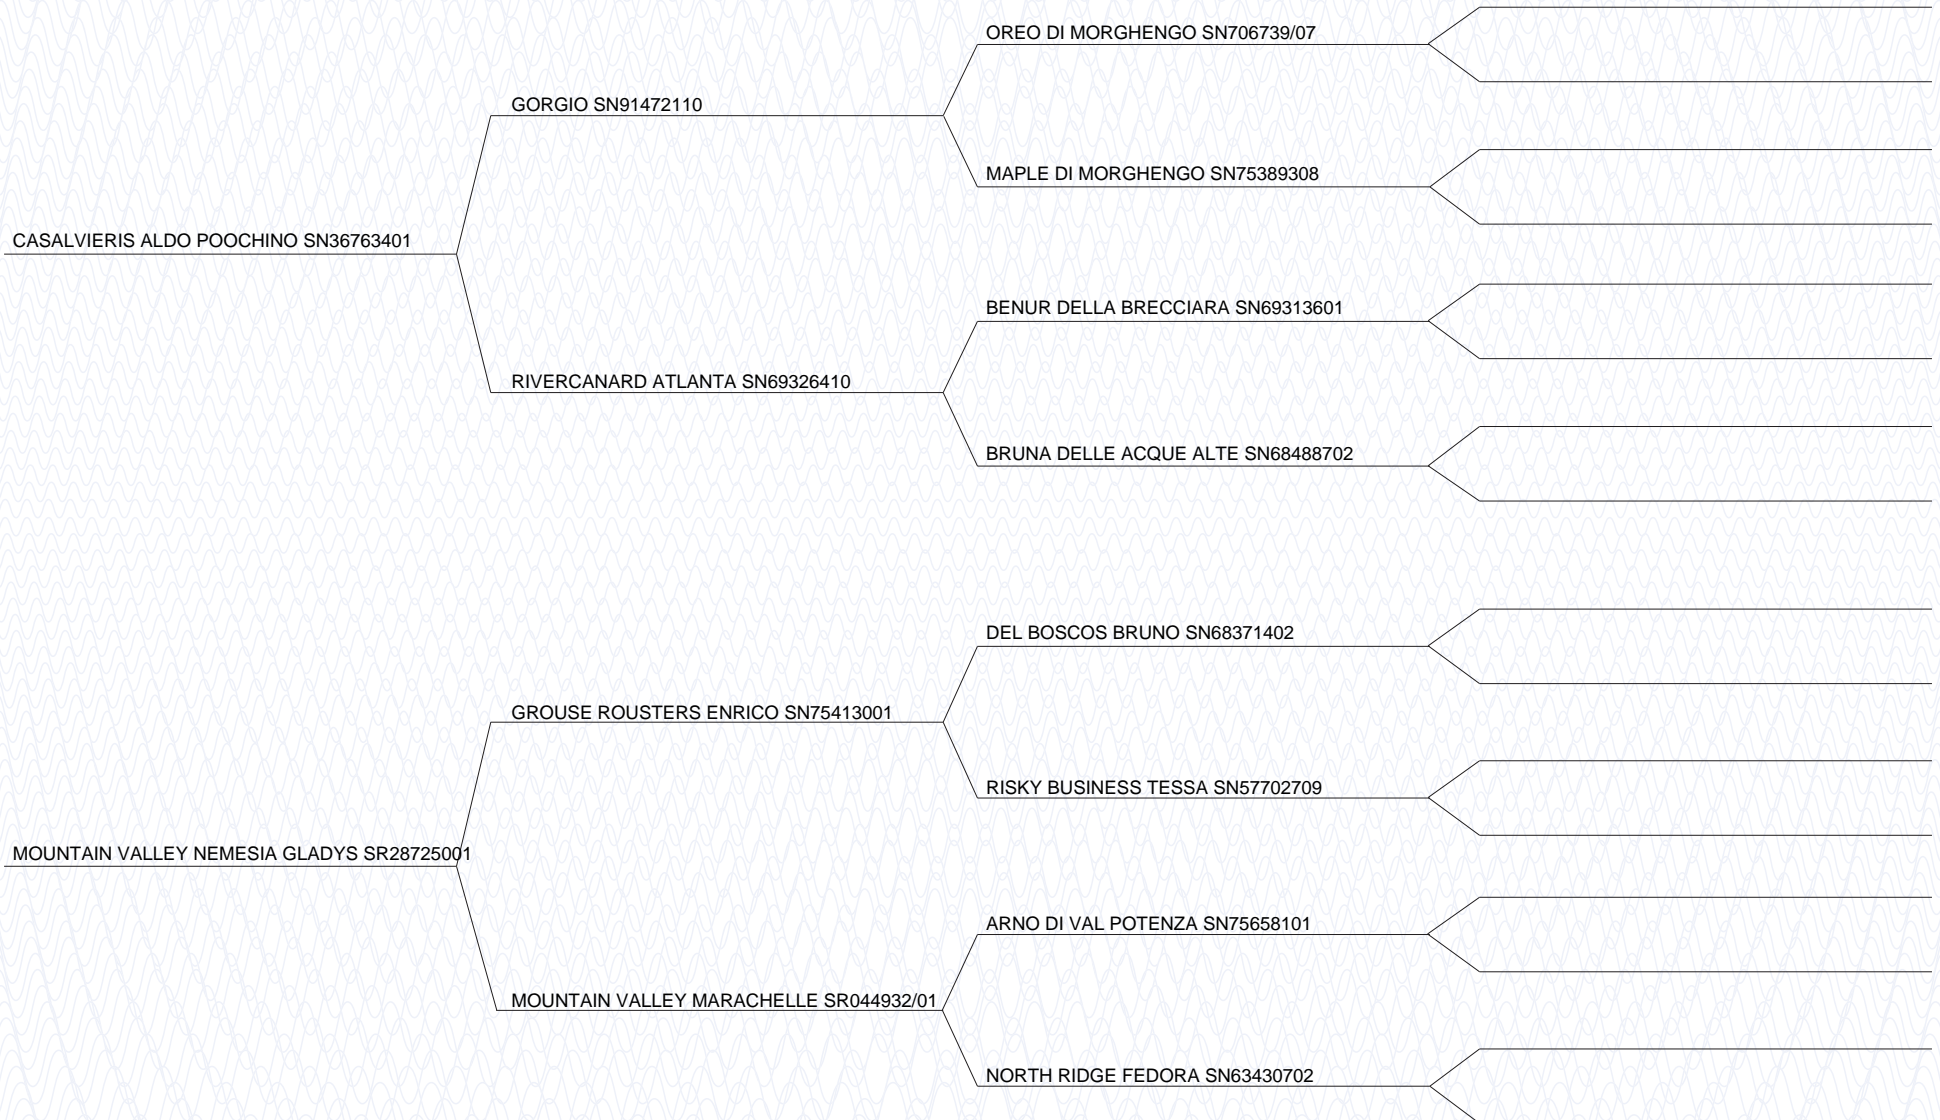 OREO DI MORGHENGO SN706739/07
GORGIO SN91472110
MAPLE DI MORGHENGO SN75389308
CASALVIERIS ALDO POOCHINO SN36763401
BENUR DELLA BRECCIARA SN69313601
RIVERCANARD ATLANTA SN69326410
BRUNA DELLE ACQUE ALTE SN68488702
DEL BOSCOS BRUNO SN68371402
GROUSE ROUSTERS ENRICO SN75413001
RISKY BUSINESS TESSA SN57702709
MOUNTAIN VALLEY NEMESIA GLADYS SR28725001
ARNO DI VAL POTENZA SN75658101
MOUNTAIN VALLEY MARACHELLE SR044932/01
NORTH RIDGE FEDORA SN63430702